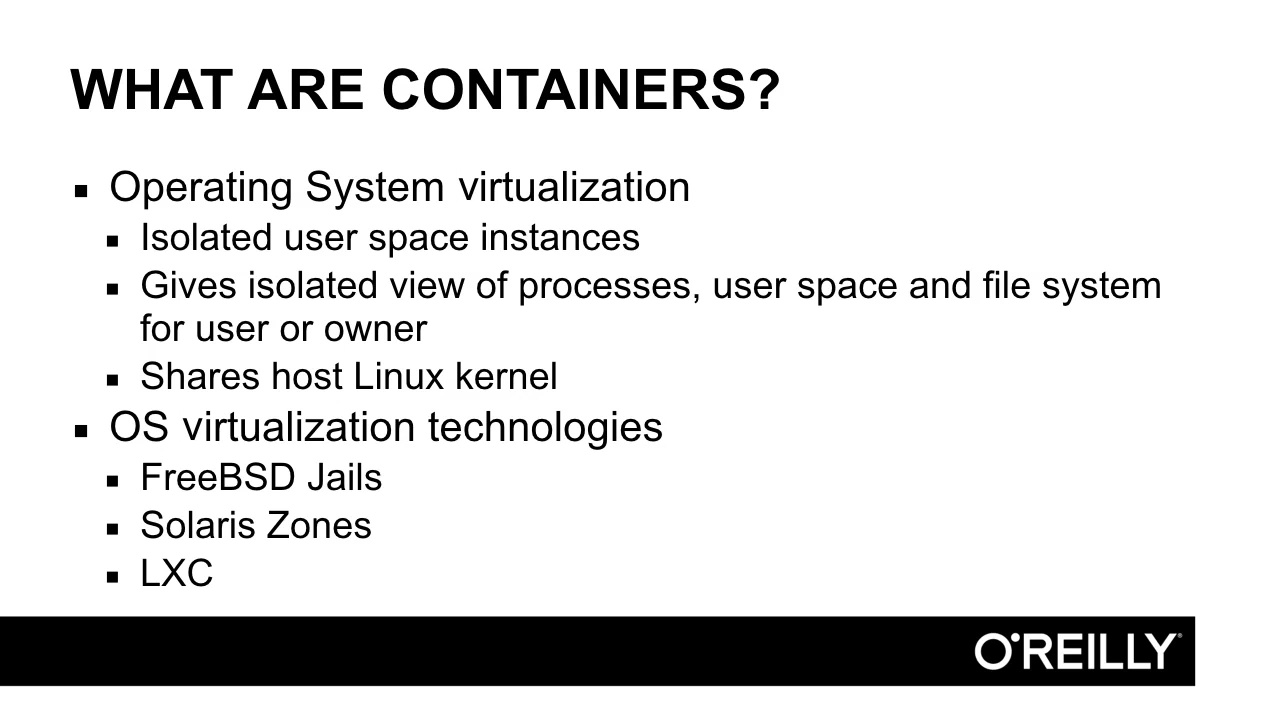 WHAT ARE CONTAINERS?
▪ Operating System virtualization
▪ Isolated user space instances
▪ Gives isolated view of processes, user space and file system
for user or owner
▪ Shares host Linux kernel
▪ OS virtualization technologies
▪ FreeBSD Jails
▪ Solaris Zones
▪ LXC
O'REILLY®